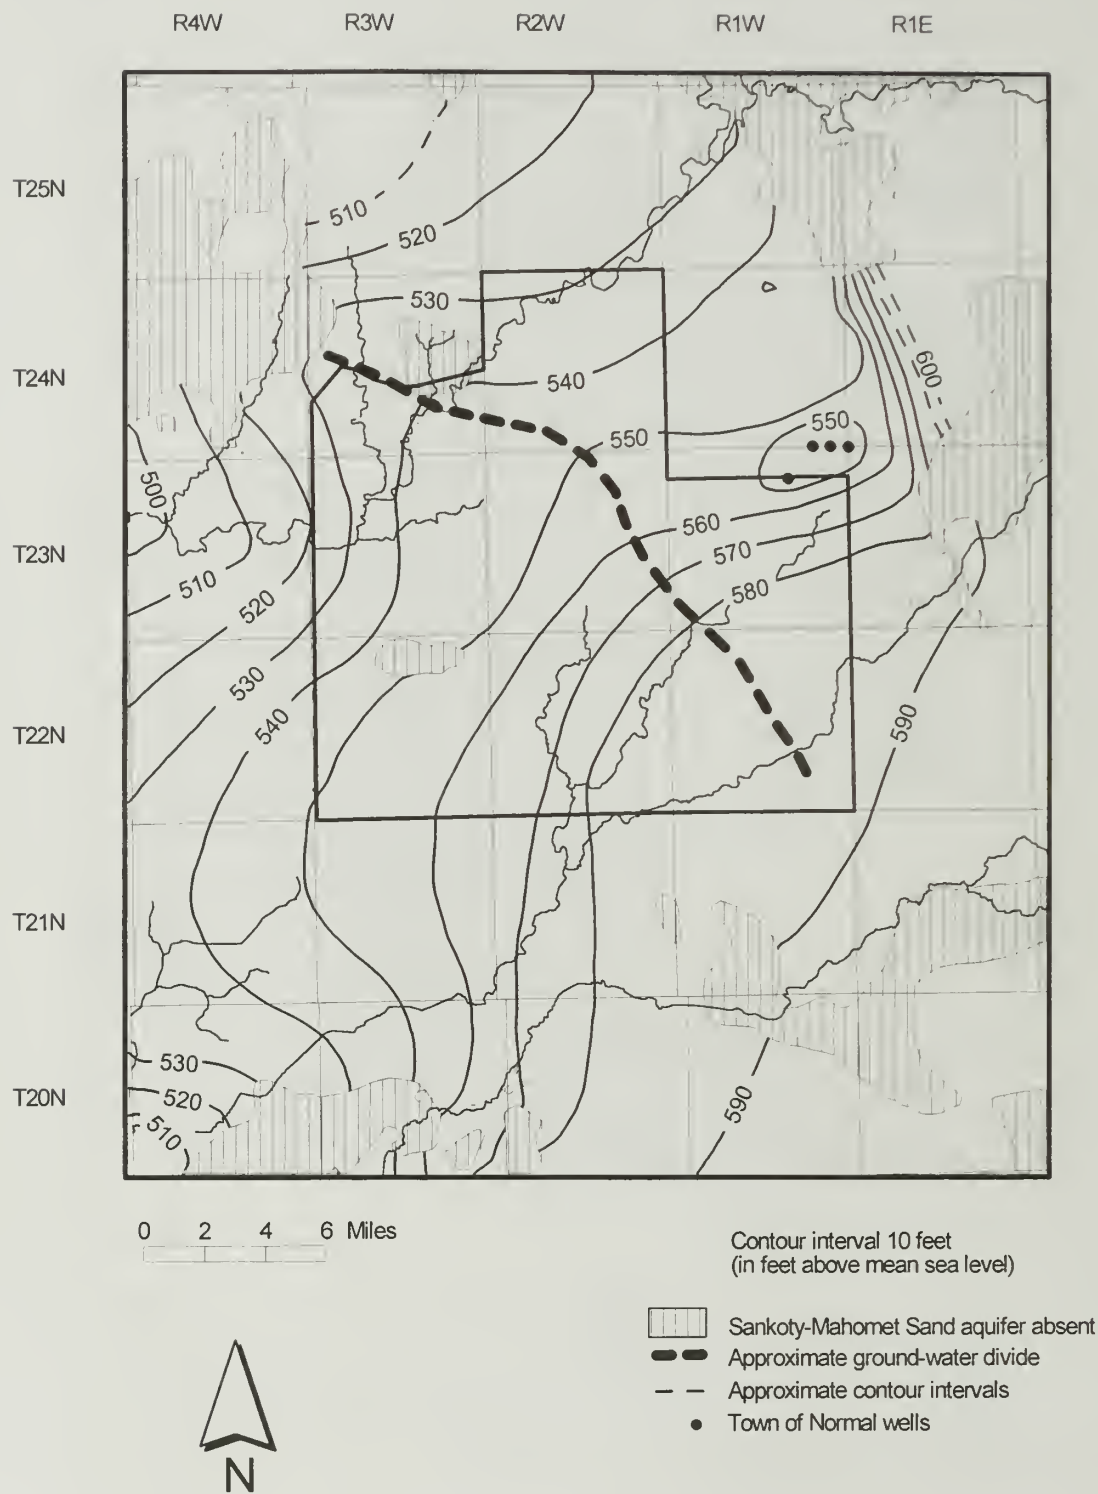 R4W R3W R2W R1W R1E
T25N
510
520
530
T24N
540
600
550
550
500
560
T23N
570
510
580
520
530
540
590
T22N
T21N
530
520
T20N
510
590
0 2 4 6 Miles
Contour interval 10 feet
(in feet above mean sea level)
Sankoty-Mahomet Sand aquifer absent
Approximate ground-water divide
Approximate contour intervals
Town of Normal wells
N